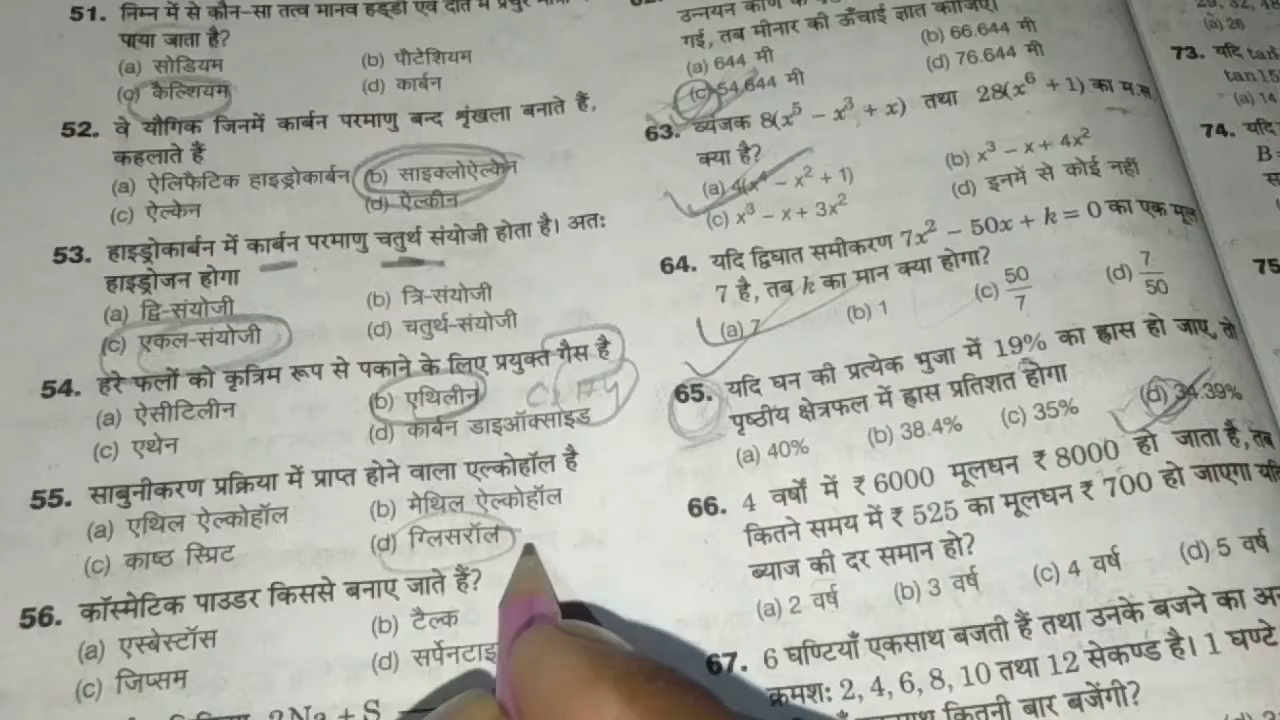 51. निम्न में से कौन-सा तत्व मानव हड्डी एवं दाँत में प्रचुर
पाया जाता है?
(a) सोडियम (b) पौटेशियम
(c) कैल्शियम (d) कार्बन
52. वे यौगिक जिनमें कार्बन परमाणु बन्द शृंखला बनाते हैं,
कहलाते हैं
(a) ऐलिफैटिक हाइड्रोकार्बन (b) साइक्लोऐल्केन
(c) ऐल्केन (d) ऐल्कीन
53. हाइड्रोकार्बन में कार्बन परमाणु चतुर्थ संयोजी होता है। अतः
हाइड्रोजन होगा
(a) द्वि-संयोजी (b) त्रि-संयोजी
(c) एकल-संयोजी (d) चतुर्थ-संयोजी
54. हरे फलों को कृत्रिम रूप से पकाने के लिए प्रयुक्त गैस है
(a) ऐसीटिलीन (b) एथिलीन
(c) एथेन (d) कार्बन डाइऑक्साइड
55. साबुनीकरण प्रक्रिया में प्राप्त होने वाला एल्कोहॉल है
(a) एथिल ऐल्कोहॉल (b) मेथिल ऐल्कोहॉल
(c) काष्ठ स्प्रिट (d) ग्लिसरॉल
56. कॉस्मेटिक पाउडर किससे बनाए जाते हैं?
(a) एस्बेस्टॉस (b) टैल्क
(c) जिप्सम (d) सर्पेनटाइ
2Na + S
उन्नयन कोण
गई, तब मीनार की ऊँचाई ज्ञात कीजिए।
(a) 644 मी (b) 66.644 मी
(c) 54.644 मी (d) 76.644 मी
63. व्यंजक 8(x⁵ − x³ + x) तथा 28(x⁶ + 1) का म.स.
क्या है?
(a) 4(x⁴ − x² + 1) (b) x³ − x + 4x²
(c) x³ − x + 3x² (d) इनमें से कोई नहीं
64. यदि द्विघात समीकरण 7x² − 50x + k = 0 का एक मूल
7 है, तब k का मान क्या होगा?
(a) 7 (b) 1 (c) 50/7 (d) 7/50
65. यदि घन की प्रत्येक भुजा में 19% का ह्रास हो जाए, तो
पृष्ठीय क्षेत्रफल में ह्रास प्रतिशत होगा
(a) 40% (b) 38.4% (c) 35% (d) 34.39%
66. 4 वर्षों में ₹ 6000 मूलधन ₹ 8000 हो जाता है, तब
कितने समय में ₹ 525 का मूलधन ₹ 700 हो जाएगा यदि
ब्याज की दर समान हो?
(a) 2 वर्ष (b) 3 वर्ष (c) 4 वर्ष (d) 5 वर्ष
67. 6 घण्टियाँ एकसाथ बजती हैं तथा उनके बजने का
क्रमशः 2, 4, 6, 8, 10 तथा 12 सेकण्ड है। 1 घण्टे
कितनी बार बजेंगी?
(a) 26
73. यदि tan
tan15
(a) 14
74. यदि
B=
75